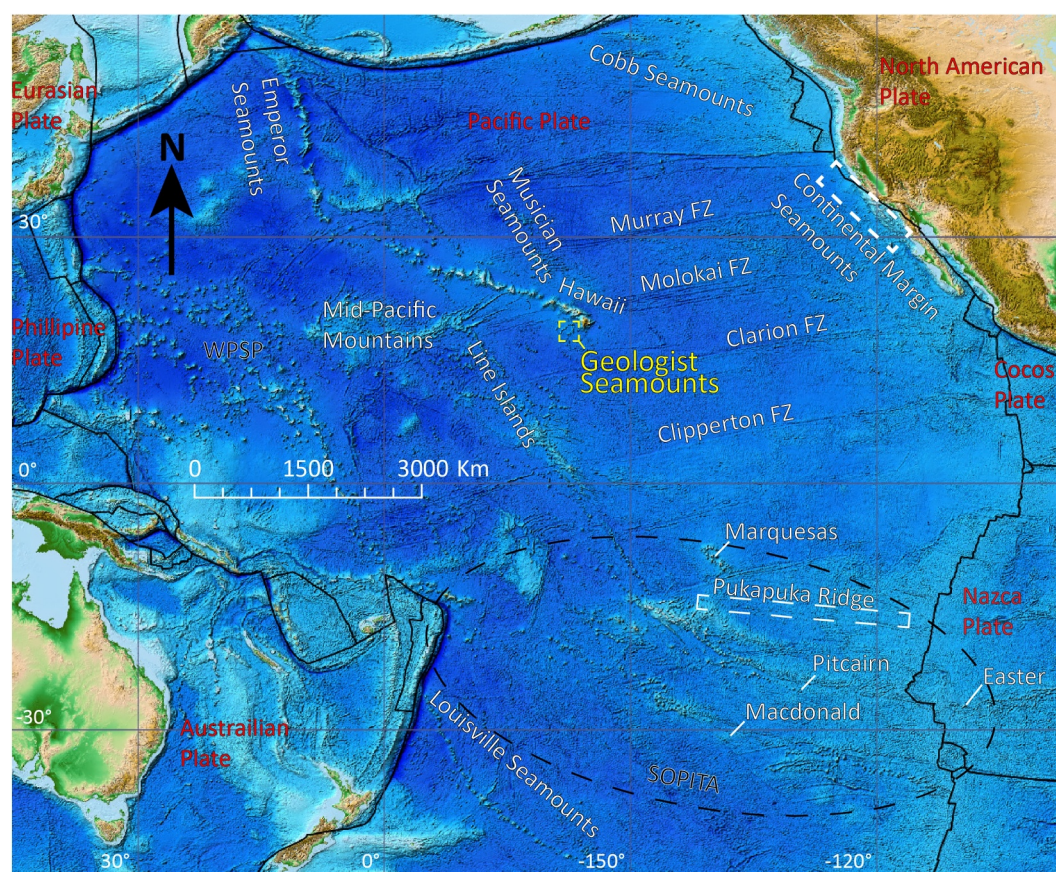 Cobb Seamounts
North American
Plate
Eurasian
Plate
Emperor
Seamounts
Pacific Plate
N
Musician
Seamounts
Continental Margin
Seamounts
30°
Murray FZ
Molokai FZ
Hawaii
Mid-Pacific
Mountains
Phillipine
Plate
WPSP
Clarion FZ
Geologist
Seamounts
Line Islands
Cocos
Plate
Clipperton FZ
0°
0 1500 3000 Km
Marquesas
Pukapuka Ridge
Nazca
Plate
Pitcairn
Easter
Macdonald
-30°
Austrailian
Plate
Louisville Seamounts
SOPITA
30°
0°
-150°
-120°